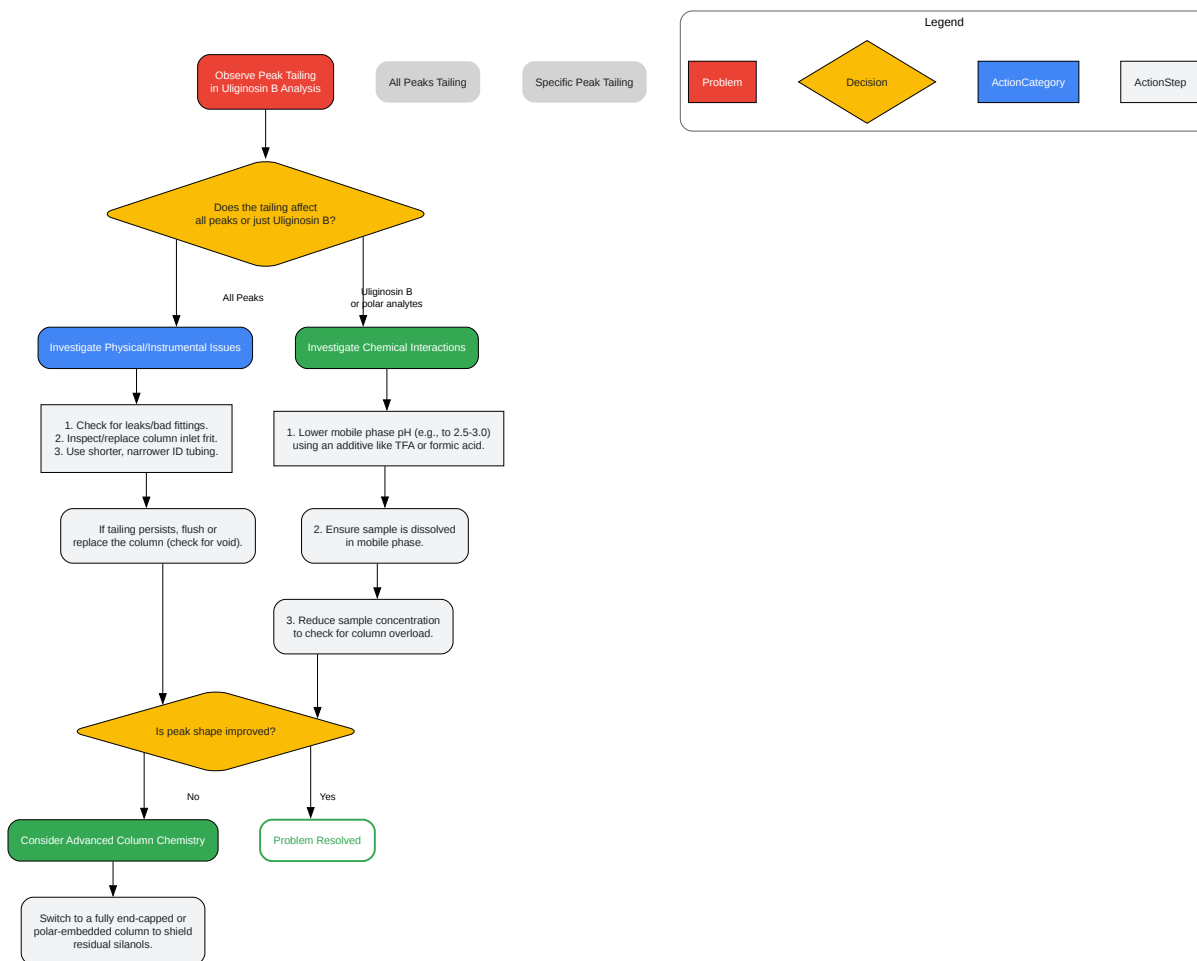 Legend
Observe Peak Tailing
in Uliginosin B Analysis
All Peaks Tailing
Specific Peak Tailing
Problem
Decision
ActionCategory
ActionStep
Does the tailing affect
all peaks or just Uliginosin B?
All Peaks
Uliginosin B
or polar analytes
Investigate Physical/Instrumental Issues
Investigate Chemical Interactions
1. Check for leaks/bad fittings.
2. Inspect/replace column inlet frit.
3. Use shorter, narrower ID tubing.
1. Lower mobile phase pH (e.g., to 2.5-3.0)
using an additive like TFA or formic acid.
If tailing persists, flush or
replace the column (check for void).
2. Ensure sample is dissolved
in mobile phase.
3. Reduce sample concentration
to check for column overload.
Is peak shape improved?
No
Yes
Consider Advanced Column Chemistry
Problem Resolved
Switch to a fully end-capped or
polar-embedded column to shield
residual silanols.